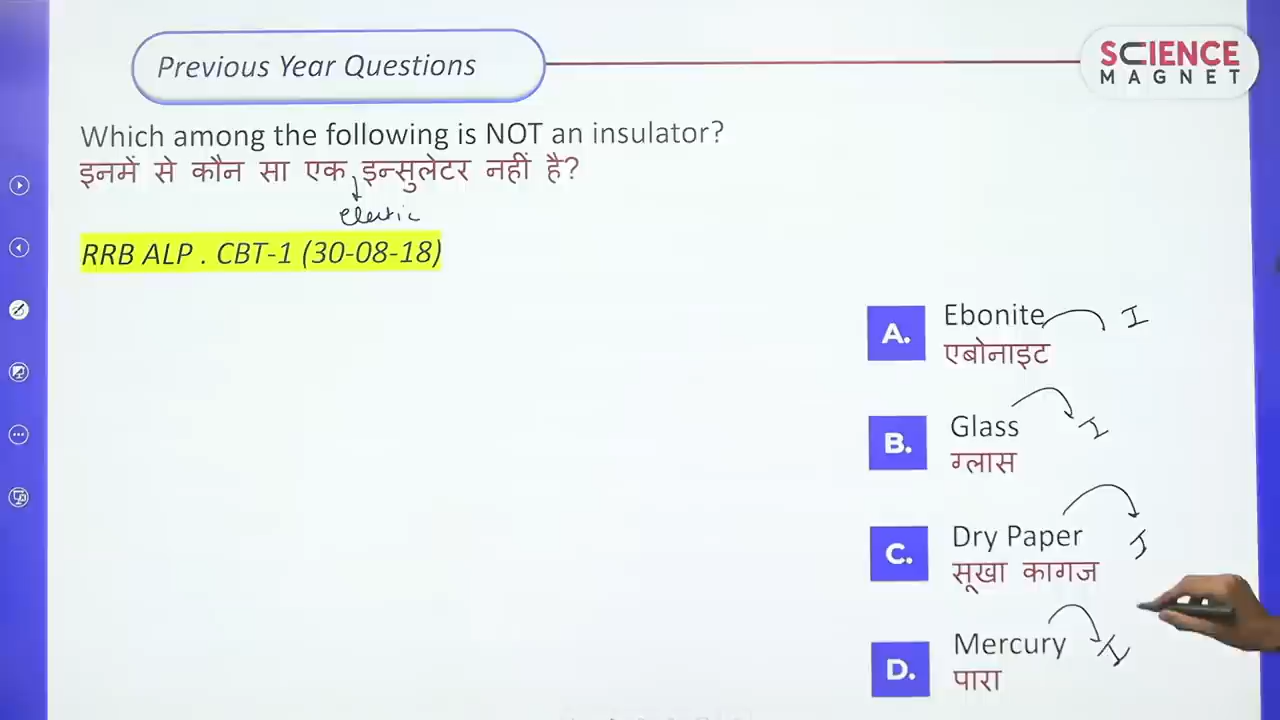 Previous Year Questions
SCIENCE
MAGNET
Which among the following is NOT an insulator?
इनमें से कौन सा एक इन्सुलेटर नहीं है?
RRB ALP . CBT-1 (30-08-18)
A. Ebonite I
एबोनाइट
B. Glass I
ग्लास
C. Dry Paper I
सूखा कागज
D. Mercury I
पारा